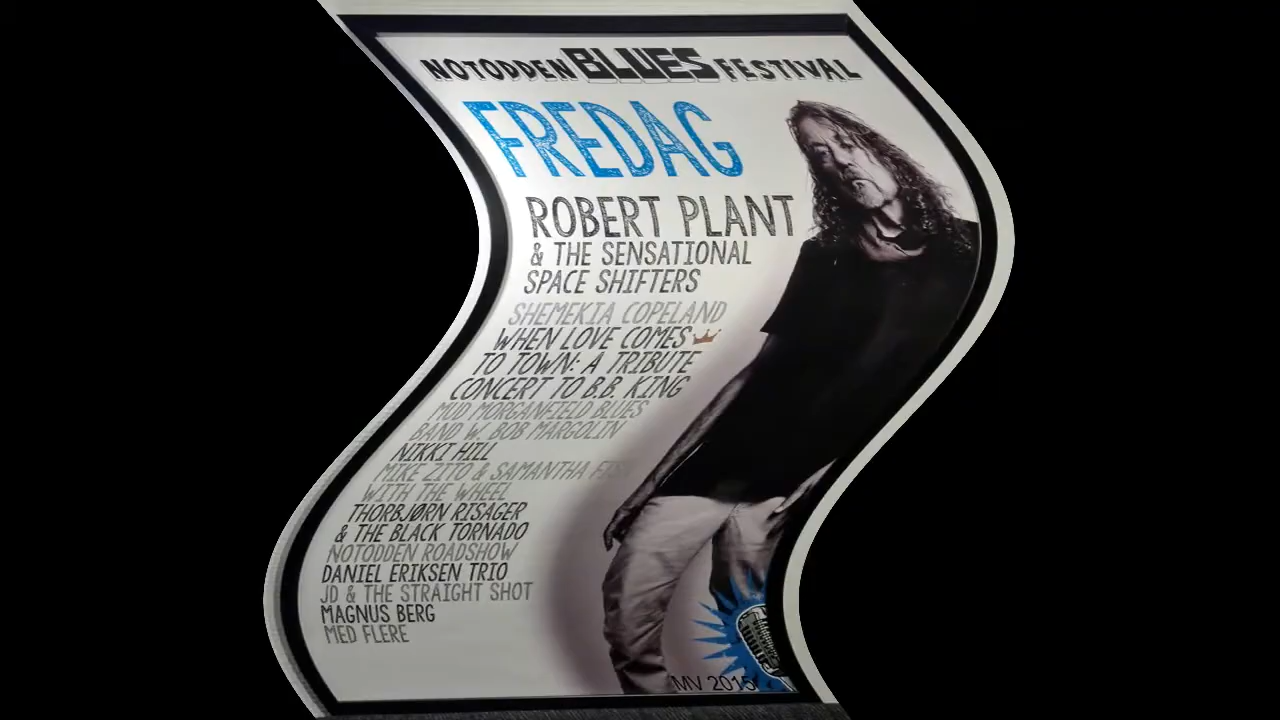 NOTODDEN BLUES FESTIVAL
FREDAG
ROBERT PLANT
& THE SENSATIONAL
SPACE SHIFTERS
SHEMEKIA COPELAND
WHEN LOVE COMES
TO TOWN: A TRIBUTE
CONCERT TO B.B. KING
MUD MORGANFIELD BLUES
BAND W. BOB MARGOLIN
NIKKI HILL
MIKE ZITO & SAMANTHA
WITH THE WHEEL
THORBJØRN RISAGER
& THE BLACK TORNADO
NOTODDEN ROADSHOW
DANIEL ERIKSEN TRIO
JD & THE STRAIGHT SHOT
MAGNUS BERG
MED FLERE
MV 2015